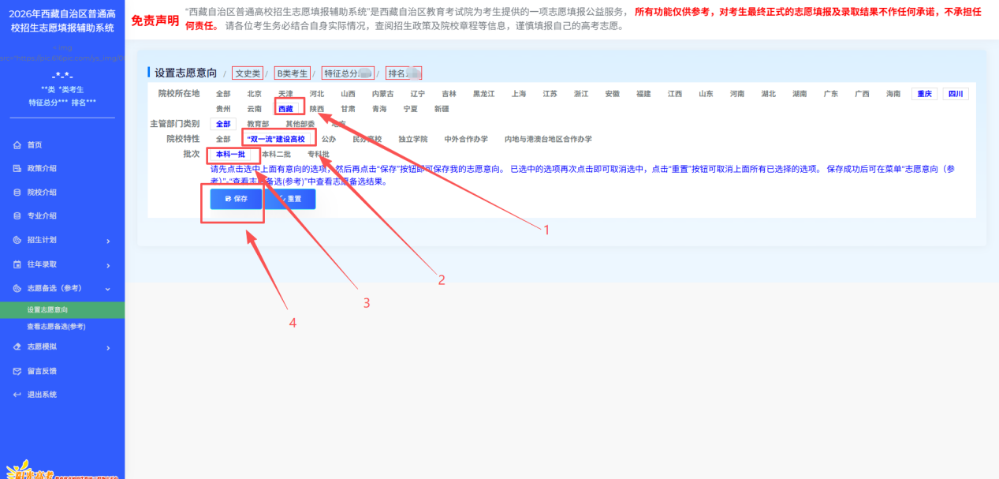 2026年西藏自治区普通高
校招生志愿填报辅助系统
-*-*-
**类 *类考生
特征总分*** 排名***
首页
政策介绍
院校介绍
专业介绍
招生计划
往年录取
志愿备选（参考）
设置志愿意向
查看志愿备选(参考)
志愿模拟
留言反馈
退出系统
阳光高考
免责声明
“西藏自治区普通高校招生志愿填报辅助系统”是西藏自治区教育考试院为考生提供的一项志愿填报公益服务， 所有功能仅供参考，对考生最终正式的志愿填报及录取结果不作任何承诺，不承担任
何责任。 请各位考生务必结合自身实际情况，查阅招生政策及院校章程等信息，谨慎填报自己的高考志愿。
设置志愿意向 / 文史类 / B类考生 / 特征总分 / 排名
院校所在地 全部 北京 天津 河北 山西 内蒙古 辽宁 吉林 黑龙江 上海 江苏 浙江 安徽 福建 江西 山东 河南 湖北 湖南 广东 广西 海南 重庆 四川
贵州 云南 西藏 陕西 甘肃 青海 宁夏 新疆
主管部门类别 全部 教育部 其他部委 地方
院校特性 全部 “双一流”建设高校 公办 民办高校 独立学院 中外合作办学 内地与港澳台地区合作办学
批次 本科一批 本科二批 专科批
请先点击选中上面有意向的选项，然后再点击“保存”按钮即可保存我的志愿意向。 已选中的选项再次点击即可取消选中，点击“重置”按钮可取消上面所有已选择的选项。 保存成功后可在菜单“志愿意向（参
考）”-“查看志愿备选(参考)”中查看志愿备选结果。
保存 重置
1
2
3
4